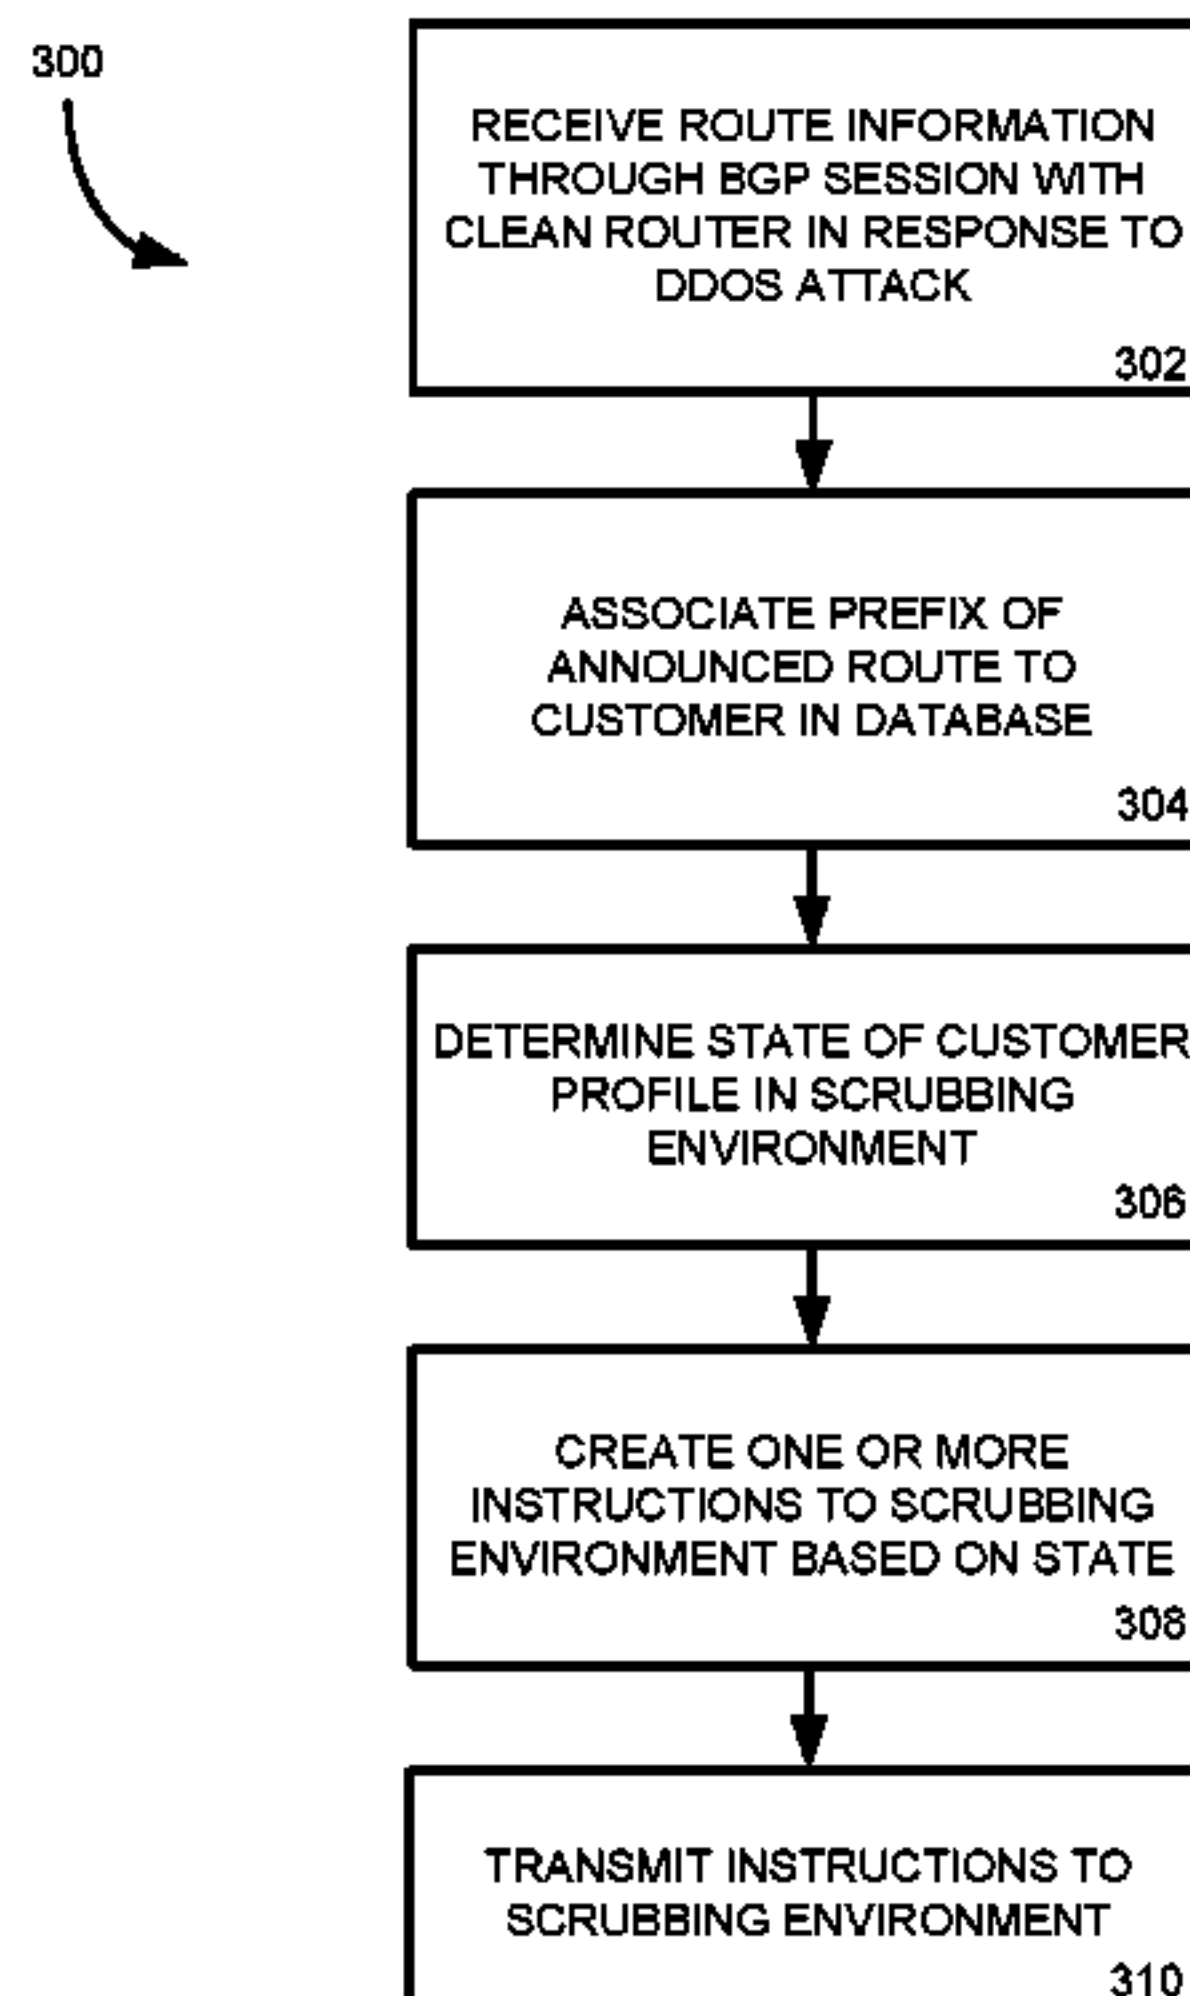 300
RECEIVE ROUTE INFORMATION
THROUGH BGP SESSION WITH
CLEAN ROUTER IN RESPONSE TO
DDOS ATTACK
302
ASSOCIATE PREFIX OF
ANNOUNCED ROUTE TO
CUSTOMER IN DATABASE
304
DETERMINE STATE OF CUSTOMER
PROFILE IN SCRUBBING
ENVIRONMENT
306
CREATE ONE OR MORE
INSTRUCTIONS TO SCRUBBING
ENVIRONMENT BASED ON STATE
308
TRANSMIT INSTRUCTIONS TO
SCRUBBING ENVIRONMENT
310